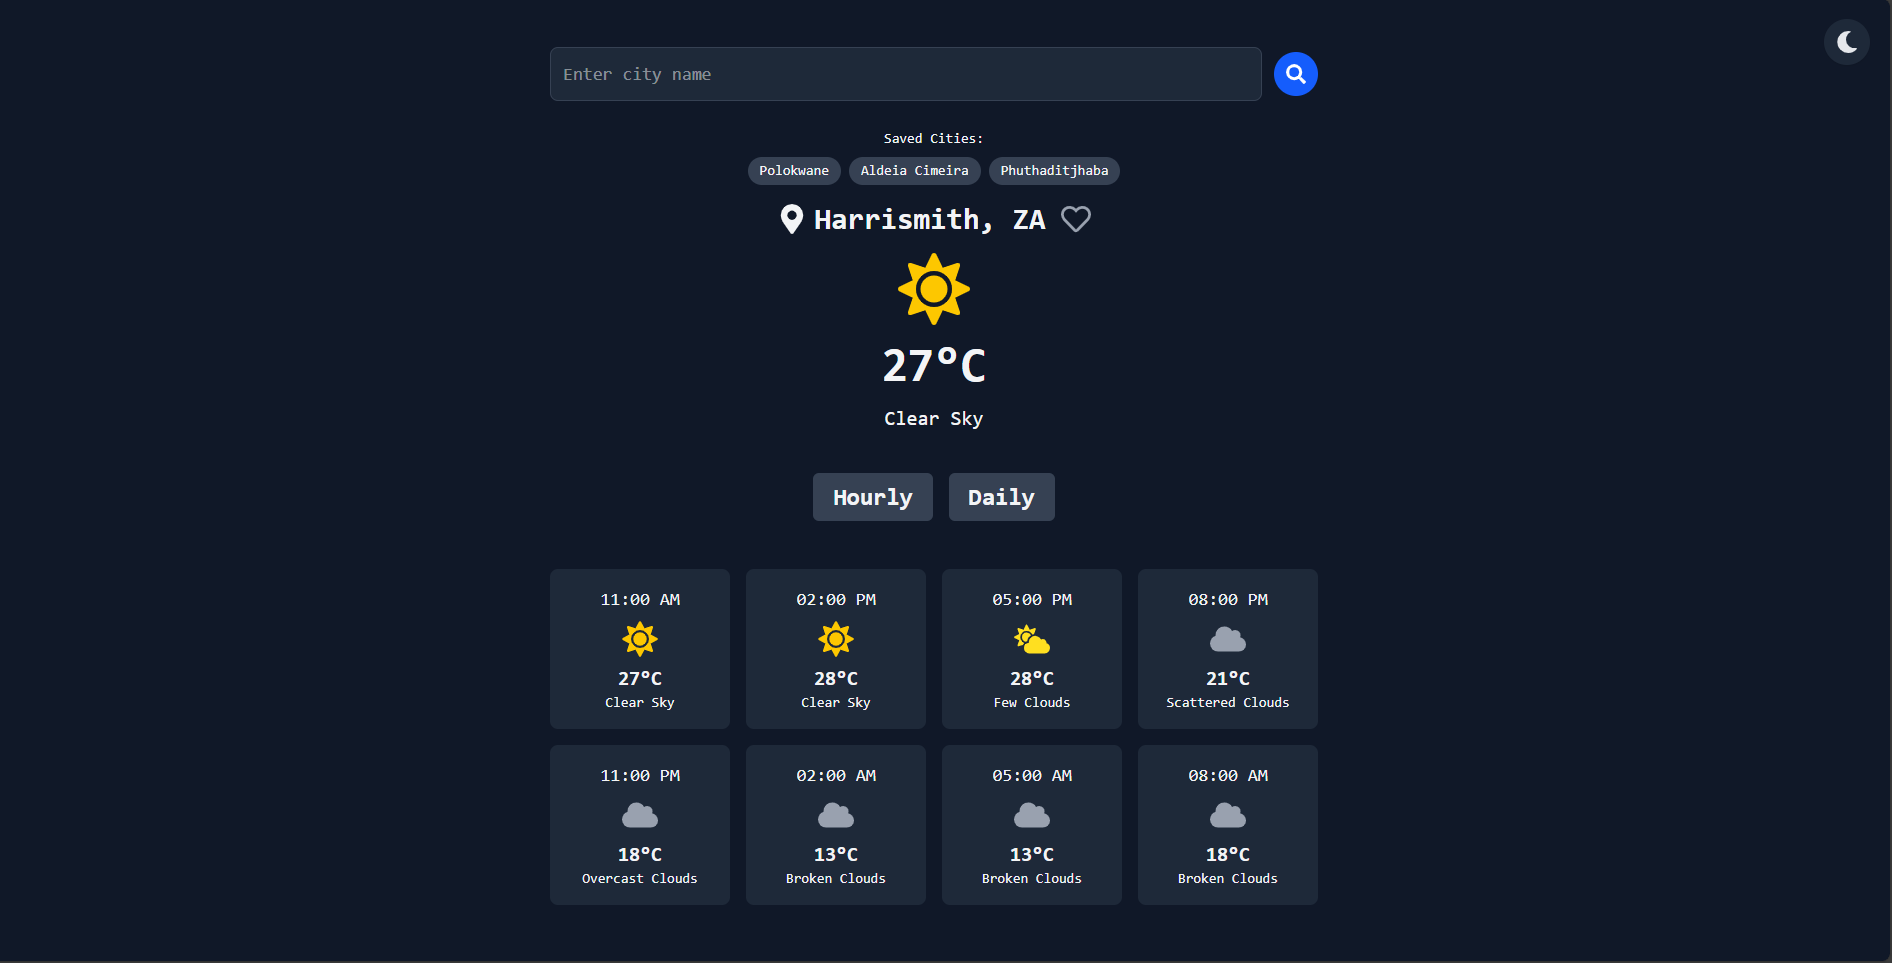 Enter city name
Saved Cities:
Polokwane Aldeia Cimeira Phuthaditjhaba
Harrismith, ZA
27°C
Clear Sky
Hourly Daily
11:00 AM
27°C
Clear Sky
02:00 PM
28°C
Clear Sky
05:00 PM
28°C
Few Clouds
08:00 PM
21°C
Scattered Clouds
11:00 PM
18°C
Overcast Clouds
02:00 AM
13°C
Broken Clouds
05:00 AM
13°C
Broken Clouds
08:00 AM
18°C
Broken Clouds